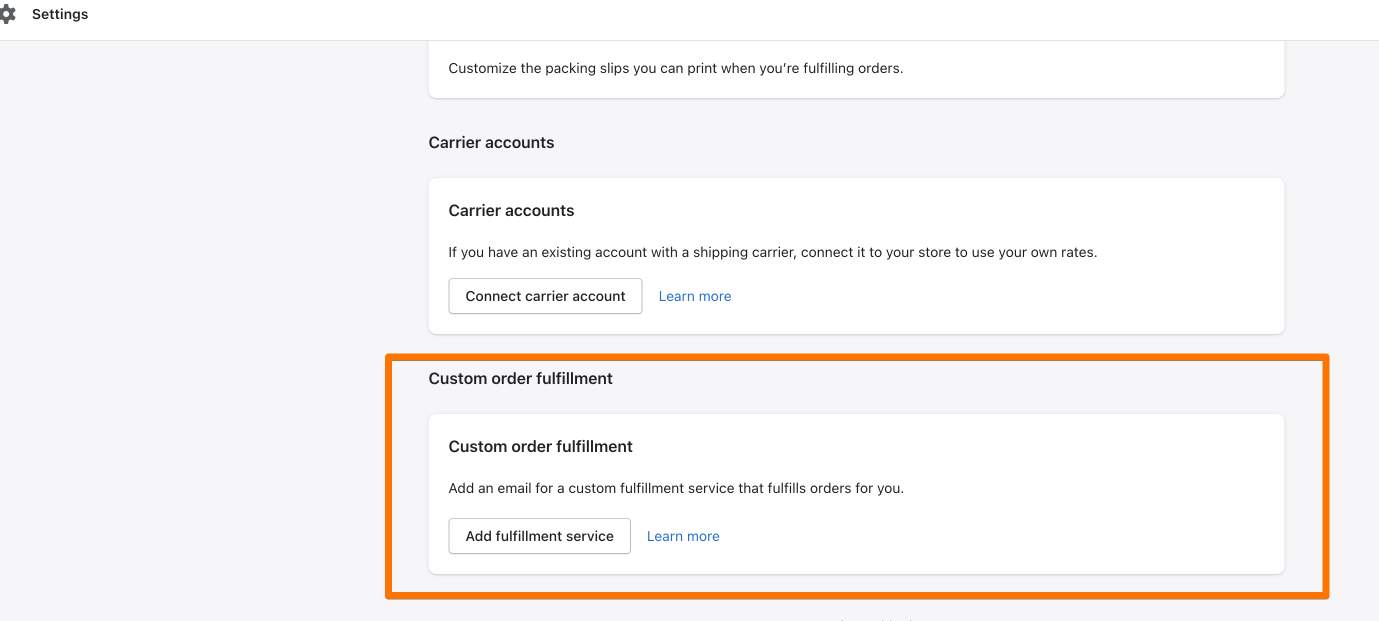 Settings
Customize the packing slips you can print when you're fulfilling orders.
Carrier accounts
Carrier accounts
If you have an existing account with a shipping carrier, connect it to your store to use your own rates.
Connect carrier account Learn more
Custom order fulfillment
Custom order fulfillment
Add an email for a custom fulfillment service that fulfills orders for you.
Add fulfillment service Learn more